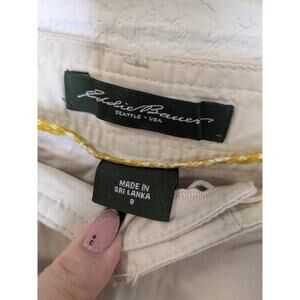 Eddie Bauer
SEATTLE • USA
MADE IN
SRI LANKA
8